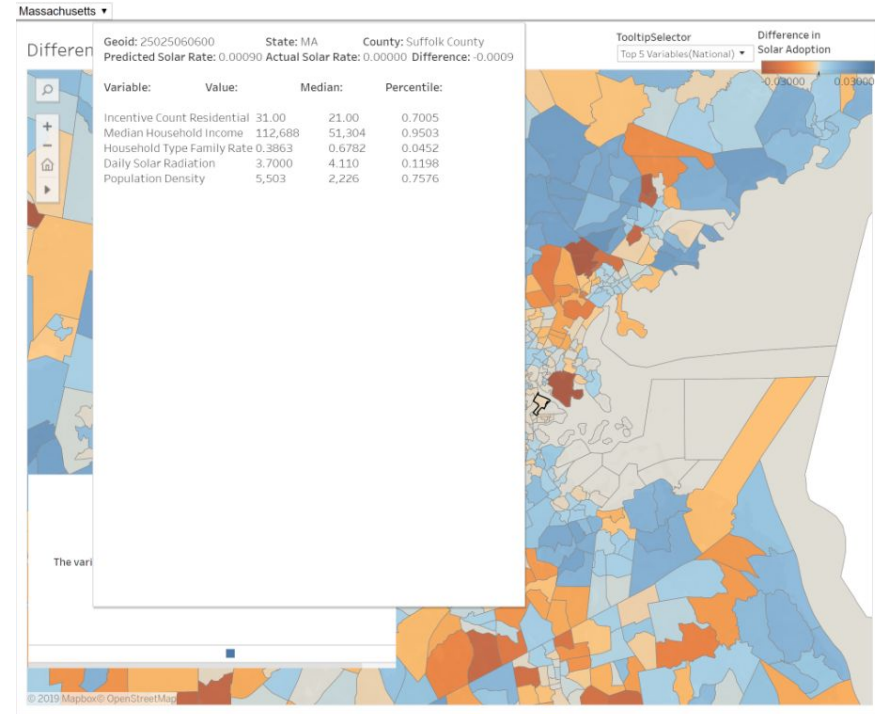 Massachusetts ▼
Differen
Geoid: 25025060600 State: MA County: Suffolk County
Predicted Solar Rate: 0.00090 Actual Solar Rate: 0.00000 Difference: -0.0009
Variable: Value: Median: Percentile:
Incentive Count Residential 31.00 21.00 0.7005
Median Household Income 112,688 51,304 0.9503
Household Type Family Rate 0.3863 0.6782 0.0452
Daily Solar Radiation 3.7000 4.110 0.1198
Population Density 5,503 2,226 0.7576
TooltipSelector
Top 5 Variables(National) ▼
Difference in
Solar Adoption
-0.03000 0.03000
The vari
© 2019 Mapbox © OpenStreetMap